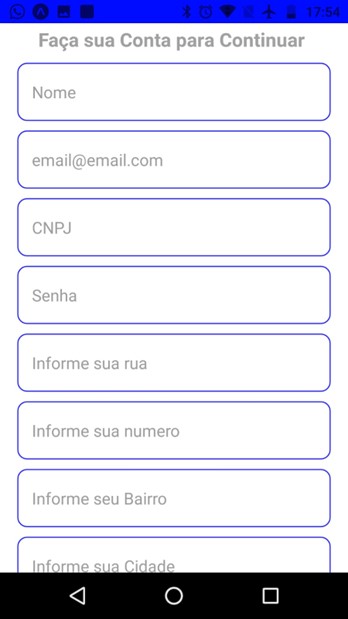 17:54
Faça sua Conta para Continuar
Nome
email@email.com
CNPJ
Senha
Informe sua rua
Informe sua numero
Informe seu Bairro
Informe sua Cidade